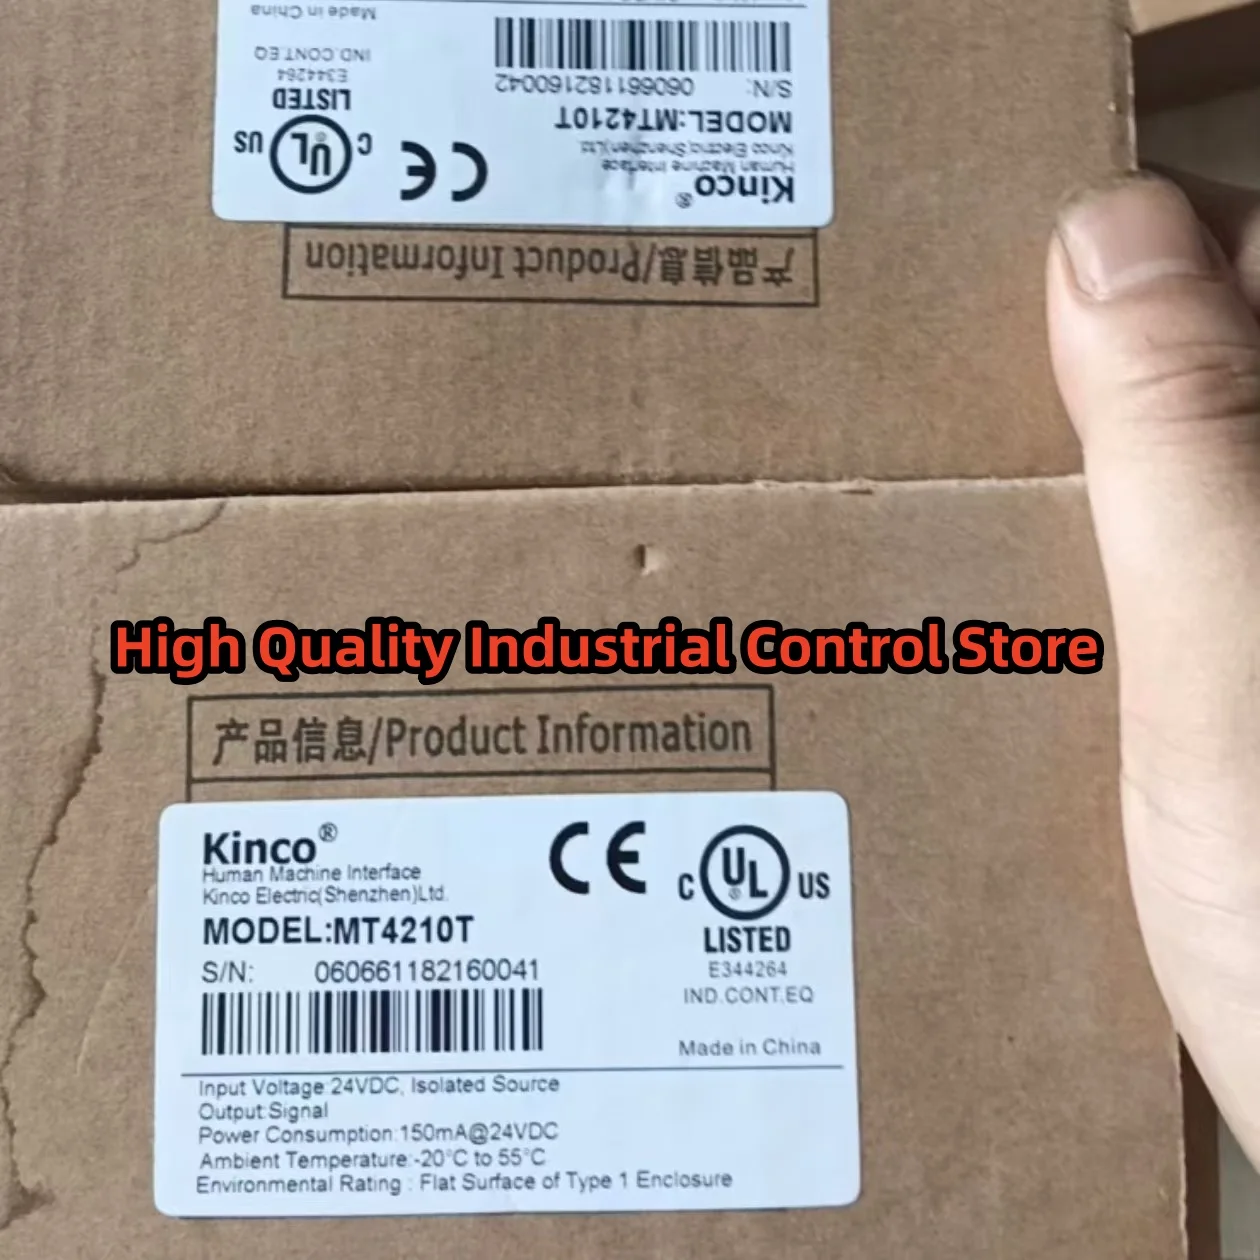 Made in China
IND.CONT.EQ
E344264
LISTED
C UL US
®
CE
S/N: 060661182160042
MODEL:MT4210T
Kinco Electric(Shenzhen)Ltd.
Human Machine Interface
Kinco®
产品信息/Product Information
High Quality Industrial Control Store
产品信息/Product Information
Kinco®
Human Machine Interface
Kinco Electric(Shenzhen)Ltd.
MODEL:MT4210T
S/N: 060661182160041
CE
C UL US
®
LISTED
E344264
IND.CONT.EQ
Made in China
Input Voltage:24VDC, Isolated Source
Output:Signal
Power Consumption:150mA@24VDC
Ambient Temperature:-20°C to 55°C
Environmental Rating : Flat Surface of Type 1 Enclosure